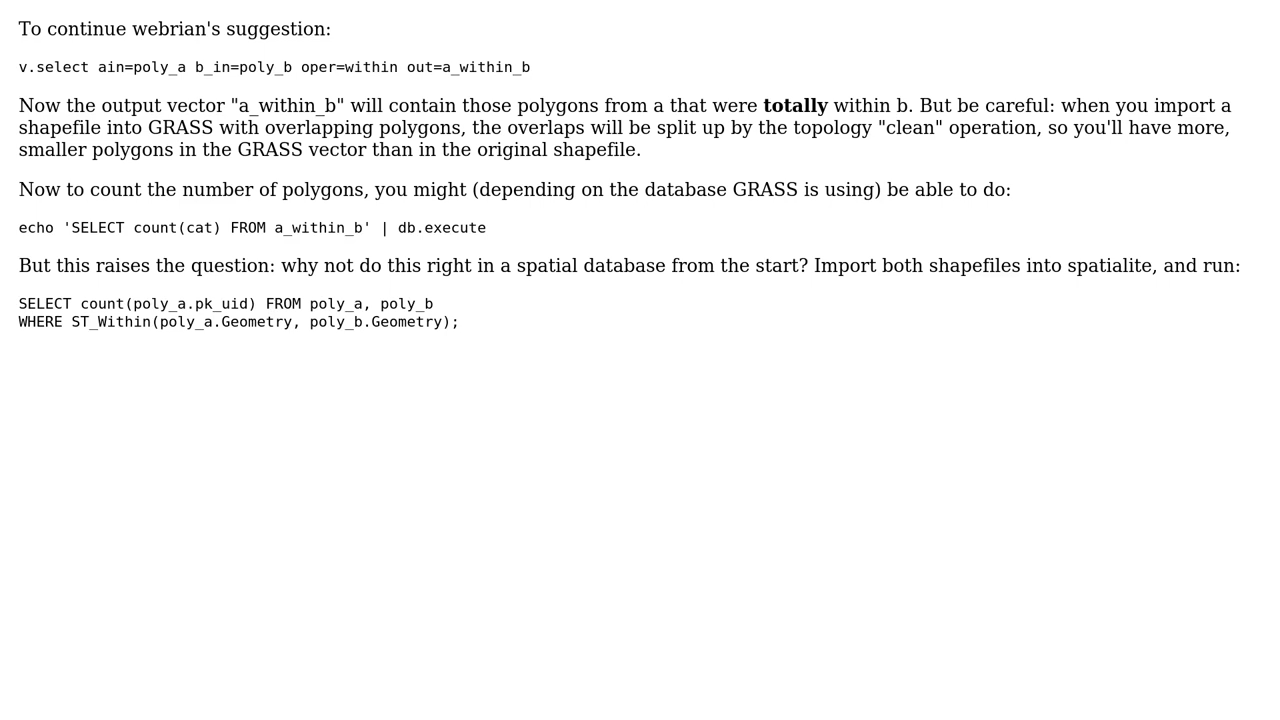 To continue webrian's suggestion:
v.select ain=poly_a b_in=poly_b oper=within out=a_within_b
Now the output vector "a_within_b" will contain those polygons from a that were totally within b. But be careful: when you import a
shapefile into GRASS with overlapping polygons, the overlaps will be split up by the topology "clean" operation, so you'll have more,
smaller polygons in the GRASS vector than in the original shapefile.
Now to count the number of polygons, you might (depending on the database GRASS is using) be able to do:
echo 'SELECT count(cat) FROM a_within_b' | db.execute
But this raises the question: why not do this right in a spatial database from the start? Import both shapefiles into spatialite, and run:
SELECT count(poly_a.pk_uid) FROM poly_a, poly_b
WHERE ST_Within(poly_a.Geometry, poly_b.Geometry);